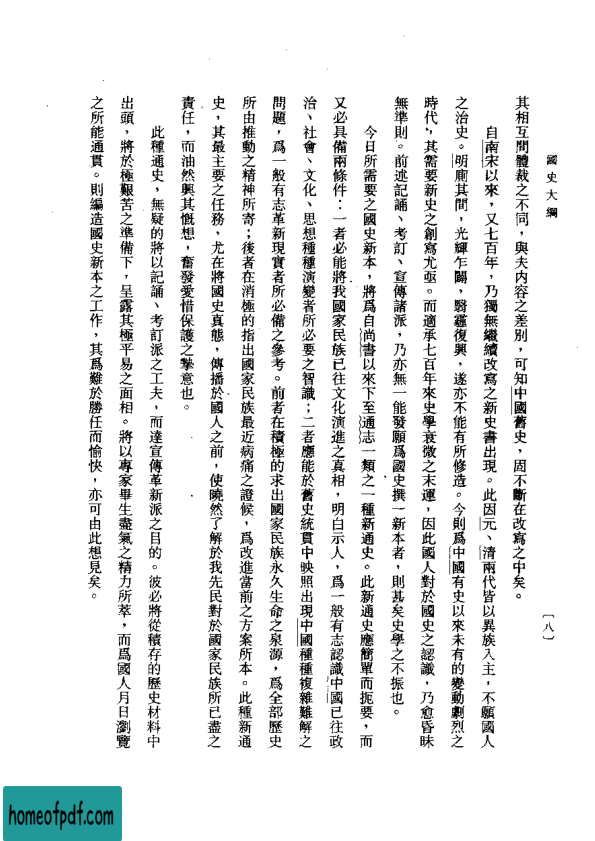 國史大綱
〔八〕
其相互間體裁之不同，與夫內容之差別，可知中國舊史，固不斷在改寫之中矣。
自南宋以來，又七百年，乃獨無繼續改寫之新史書出現。此因元、清兩代皆以異族入主，不願國人
之治史。明廁其間，光輝乍闢，翳霾復興，遂亦不能有所修造。今則為中國有史以來未有的變動劇烈之
時代，其需要新史之創寫尤亟。而適承七百年來史學衰微之末運，因此國人對於國史之認識，乃愈昏昧
無準則。前述記誦、考訂、宣傳諸派，乃亦無一能發願爲國史撰一新本者，則甚矣史學之不振也。
今日所需要之國史新本，將爲自尚書以來下至通志一類之一種新通史。此新通史應簡單而扼要，而
又必具備兩條件：一者必能將我國家民族已往文化演進之真相，明白示人，爲一般有志認識中國已往政
治、社會、文化、思想種種演變者所必要之智識；二者應能於舊史統貫中映照出現中國種種複雜難解之
問題，爲一般有志革新現實者所必備之參考。前者在積極的求出國家民族永久生命之泉源，爲全部歷史
所由推動之精神所寄；後者在消極的指出國家民族最近病痛之證候，爲改進當前之方案所本。此種新通
史，其最主要之任務，尤在將國史真態，傳播於國人之前，使曉然了解於我先民對於國家民族所已盡之
責任，而油然興其慨想，奮發愛惜保護之摯意也。
此種通史，無疑的將以記誦、考訂派之工夫，而達宣傳革新派之目的。彼必將從積存的歷史材料中
出頭，將於極艱苦之準備下，呈露其極平易之面相。將以專家畢生盡氣之精力所萃，而爲國人月日瀏覽
之所能通貫。則編造國史新本之工作，其爲難於勝任而愉快，亦可由此想見矣。
homeofpdf.com